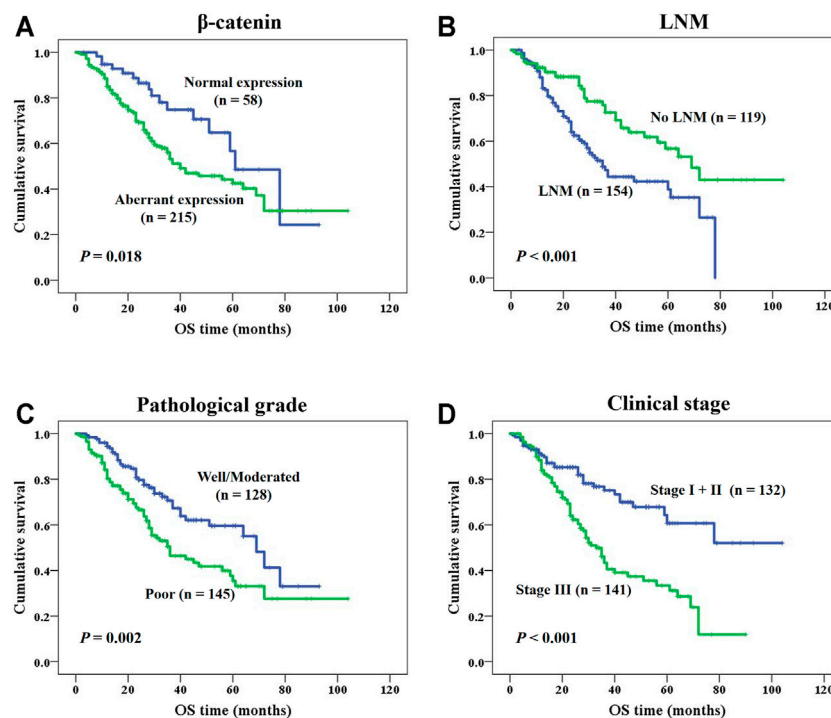 A
β-catenin
1.0
0.8
0.6
0.4
0.2
0.0
Cumulative survival
Normal expression
(n = 58)
Aberrant expression
(n = 215)
P = 0.018
0 20 40 60 80 100 120
OS time (months)
B
LNM
1.0
0.8
0.6
0.4
0.2
0.0
Cumulative survival
No LNM (n = 119)
LNM (n = 154)
P < 0.001
0 20 40 60 80 100 120
OS time (months)
C
Pathological grade
1.0
0.8
0.6
0.4
0.2
0.0
Cumulative survival
Well/Moderated
(n = 128)
Poor (n = 145)
P = 0.002
0 20 40 60 80 100 120
OS time (months)
D
Clinical stage
1.0
0.8
0.6
0.4
0.2
0.0
Cumulative survival
Stage I + II (n = 132)
Stage III (n = 141)
P < 0.001
0 20 40 60 80 100 120
OS time (months)